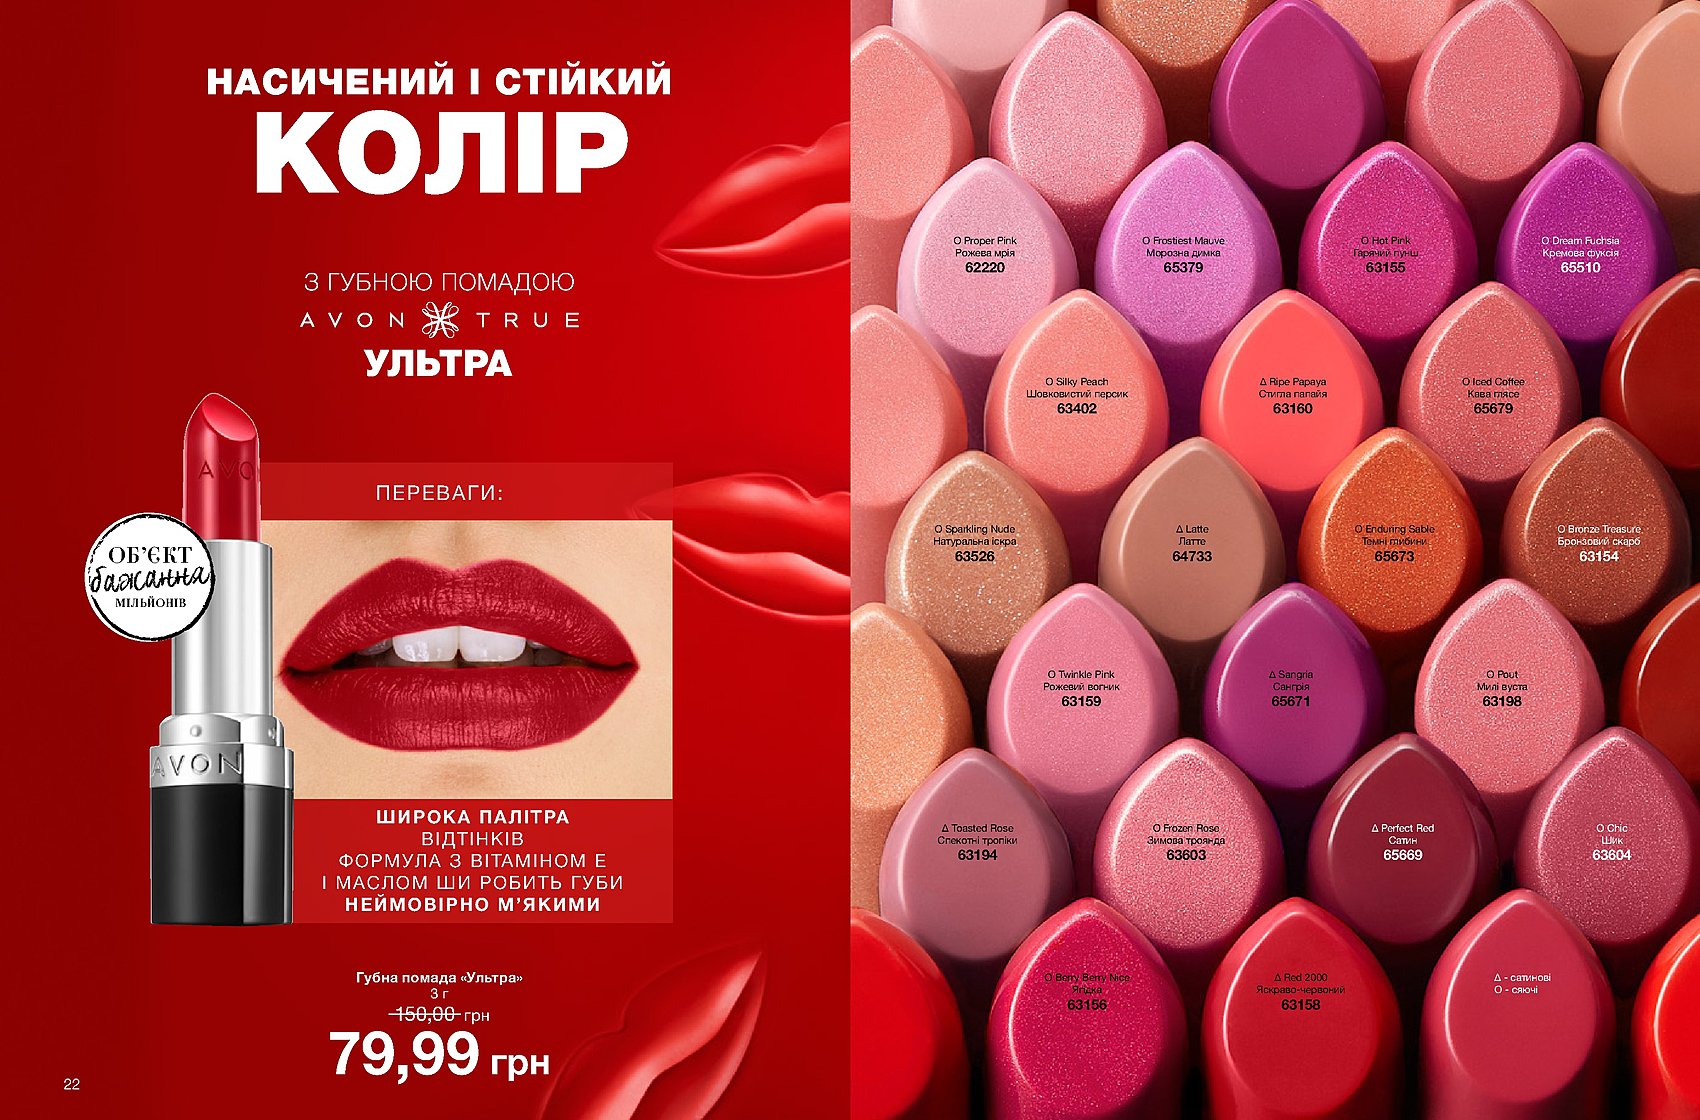 НАСИЧЕНИЙ І СТІЙКИЙ
КОЛІР
З ГУБНОЮ ПОМАДОЮ
AVON TRUE
УЛЬТРА
AVON
ПЕРЕВАГИ:
ОБ'ЄКТ
бажання
МІЛЬЙОНІВ
AVON
ШИРОКА ПАЛІТРА
ВІДТІНКІВ
ФОРМУЛА З ВІТАМІНОМ Е
І МАСЛОМ ШИ РОБИТЬ ГУБИ
НЕЙМОВІРНО М'ЯКИМИ
Губна помада «Ультра»
3 г
150,00 грн
79,99 грн
22
O Proper Pink
Рожева мрія
62220
O Frostiest Mauve
Морозна димка
65379
O Hot Pink
Гарячий пунш
63155
O Dream Fuchsia
Кремова фуксія
65510
O Silky Peach
Шовковистий персик
63402
Δ Ripe Papaya
Стигла папайя
63160
O Iced Coffee
Кава глясе
65679
O Sparkling Nude
Натуральна іскра
63526
Δ Latte
Латте
64733
O Enduring Sable
Темні глибини
65673
O Bronze Treasure
Бронзовий скарб
63154
O Twinkle Pink
Рожевий вогник
63159
Δ Sangria
Сангрія
65671
O Pout
Милі вуста
63198
Δ Toasted Rose
Спекотні тропіки
63194
O Frozen Rose
Зимова троянда
63603
Δ Perfect Red
Сатин
65669
O Chic
Шик
63604
O Berry Berry Nice
Ягідка
63156
Δ Red 2000
Яскраво-червоний
63158
Δ - сатинові
O - сяючі